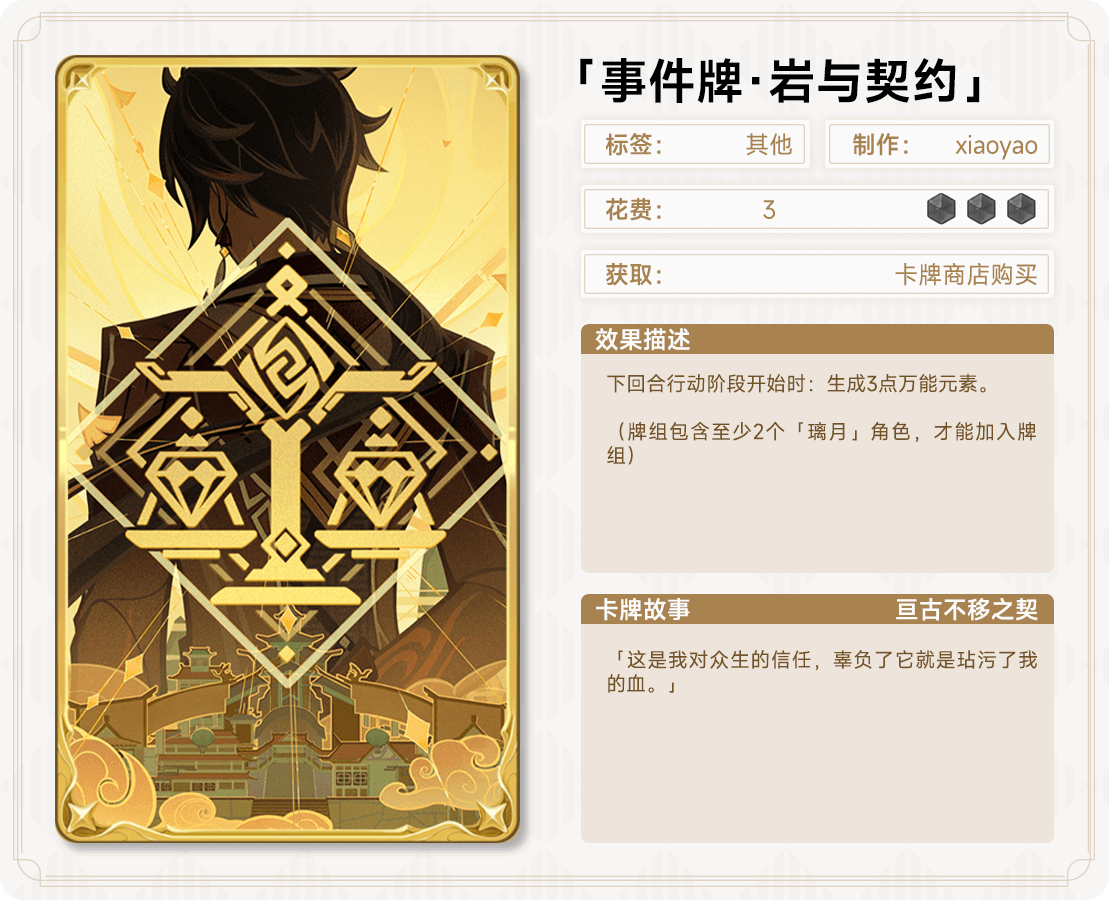 「事件牌·岩与契约」
标签： 其他 制作： xiaoyao
花费： 3
获取： 卡牌商店购买
效果描述
下回合行动阶段开始时：生成3点万能元素。
（牌组包含至少2个「璃月」角色，才能加入牌
组）
卡牌故事 亘古不移之契
「这是我对众生的信任，辜负了它就是玷污了我
的血。」